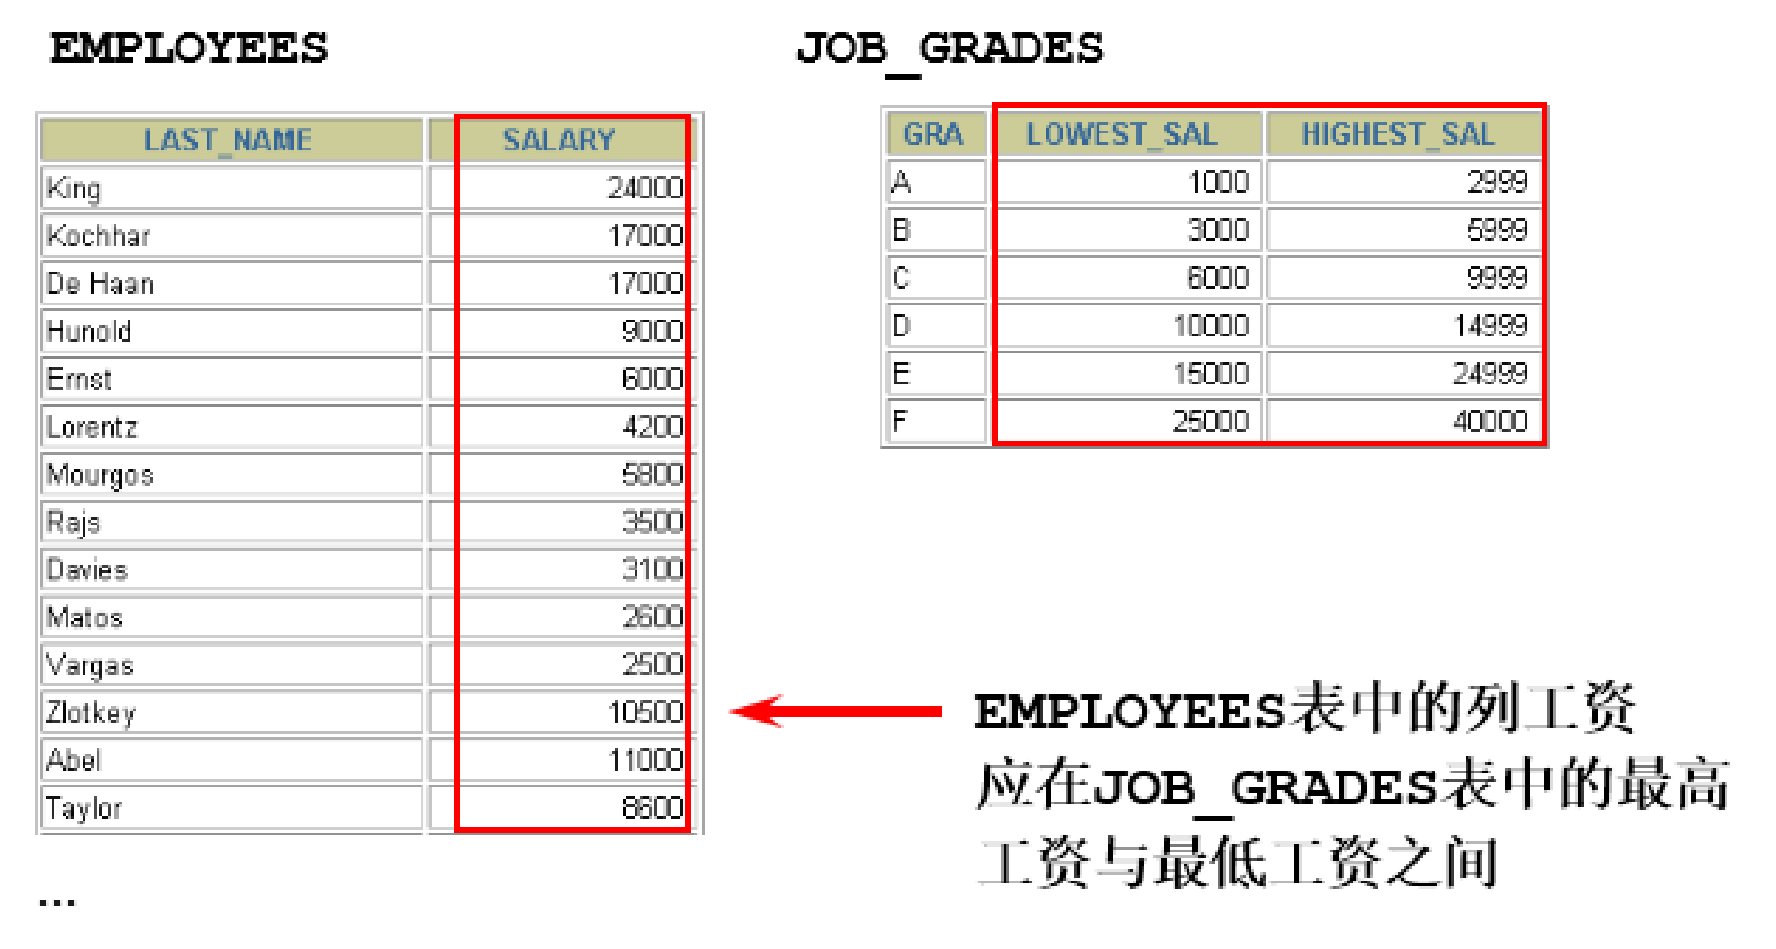 EMPLOYEES
LAST_NAME SALARY
King 24000
Kochhar 17000
De Haan 17000
Hunold 9000
Ernst 6000
Lorentz 4200
Mourgos 5800
Rajs 3500
Davies 3100
Matos 2600
Vargas 2500
Zlotkey 10500
Abel 11000
Taylor 8600
...
JOB_GRADES
GRA LOWEST_SAL HIGHEST_SAL
A 1000 2999
B 3000 5999
C 6000 9999
D 10000 14999
E 15000 24999
F 25000 40000
EMPLOYEES表中的列工资
应在JOB_GRADES表中的最高
工资与最低工资之间